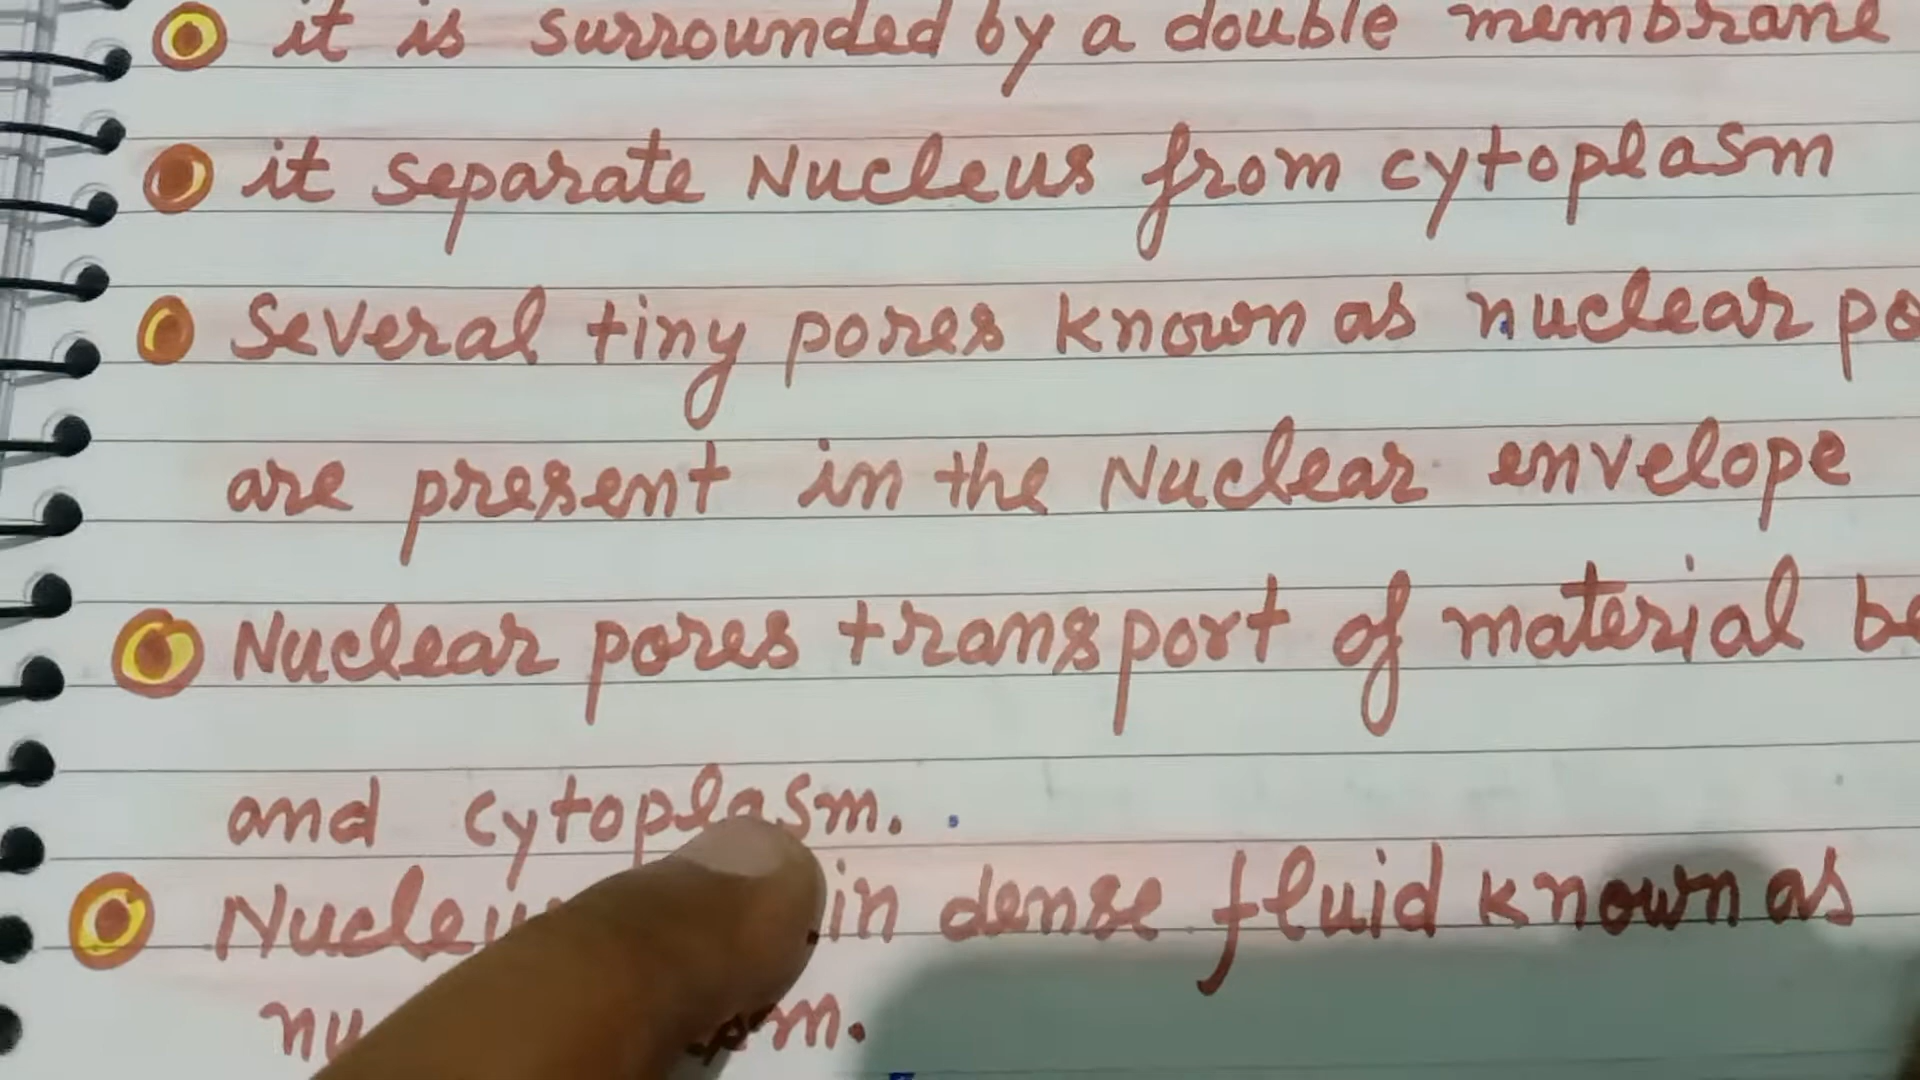 it is surrounded by a double membrane
it separate Nucleus from cytoplasm
Several tiny pores known as nuclear
are present in the Nuclear envelope
Nuclear pores transport of material
and cytoplasm.
in dense fluid known as